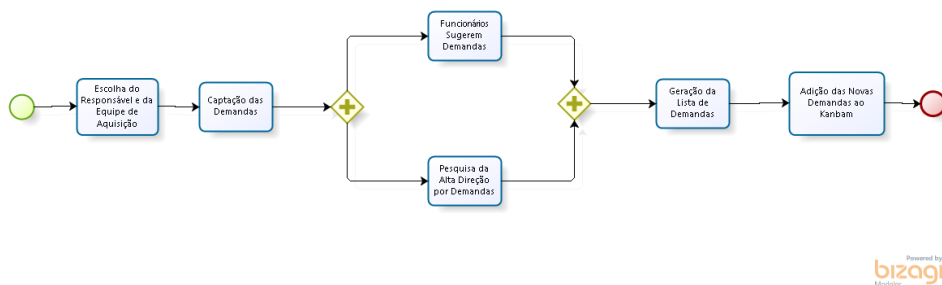 Escolha do
Responsável e da
Equipe de
Aquisição
Captação das
Demandas
Funcionários
Sugerem
Demandas
Pesquisa da
Alta Direção
por Demandas
Geração da
Lista de
Demandas
Adição das Novas
Demandas ao
Kanbam
Powered by
bizagi
Modeler